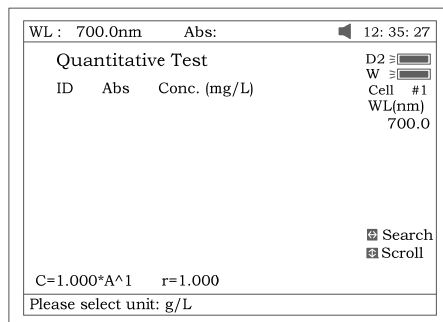 WL: 700.0nm Abs: 12: 35: 27
Quantitative Test
ID Abs Conc. (mg/L)
D2
W
Cell #1
WL(nm)
700.0
Search
Scroll
C=1.000*A^1 r=1.000
Please select unit: g/L